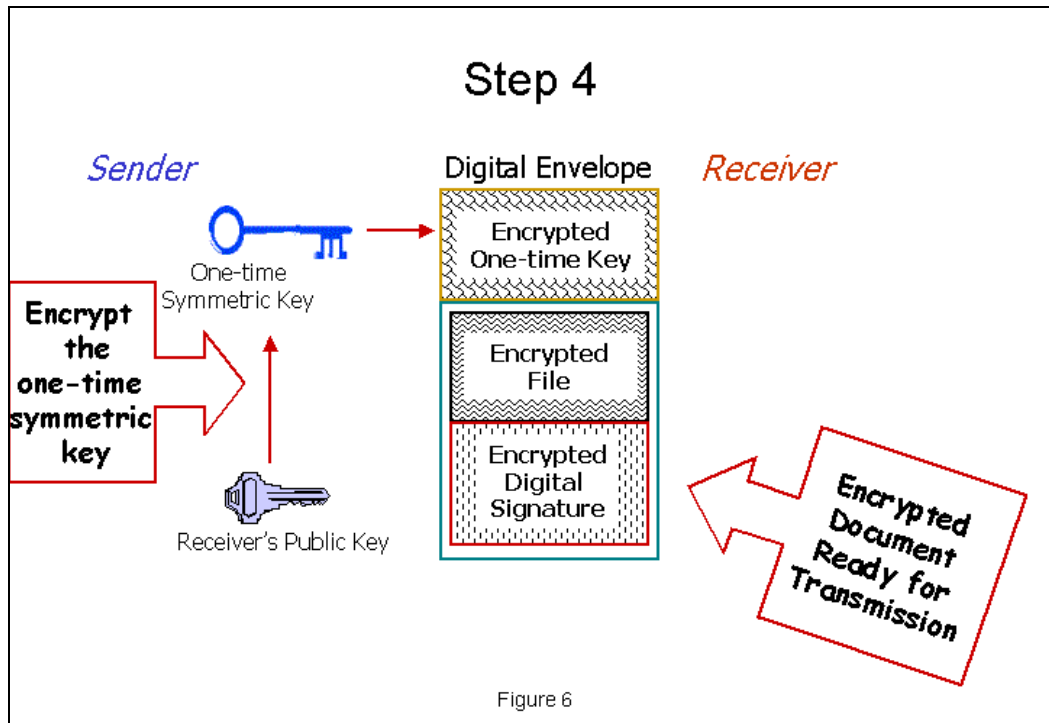 Step 4
Sender
Digital Envelope
Receiver
Encrypted
One-time Key
One-time
Symmetric Key
Encrypt
the
one-time
symmetric
key
Encrypted
File
Encrypted
Digital
Signature
Receiver's Public Key
Encrypted
Document
Ready for
Transmission
Figure 6